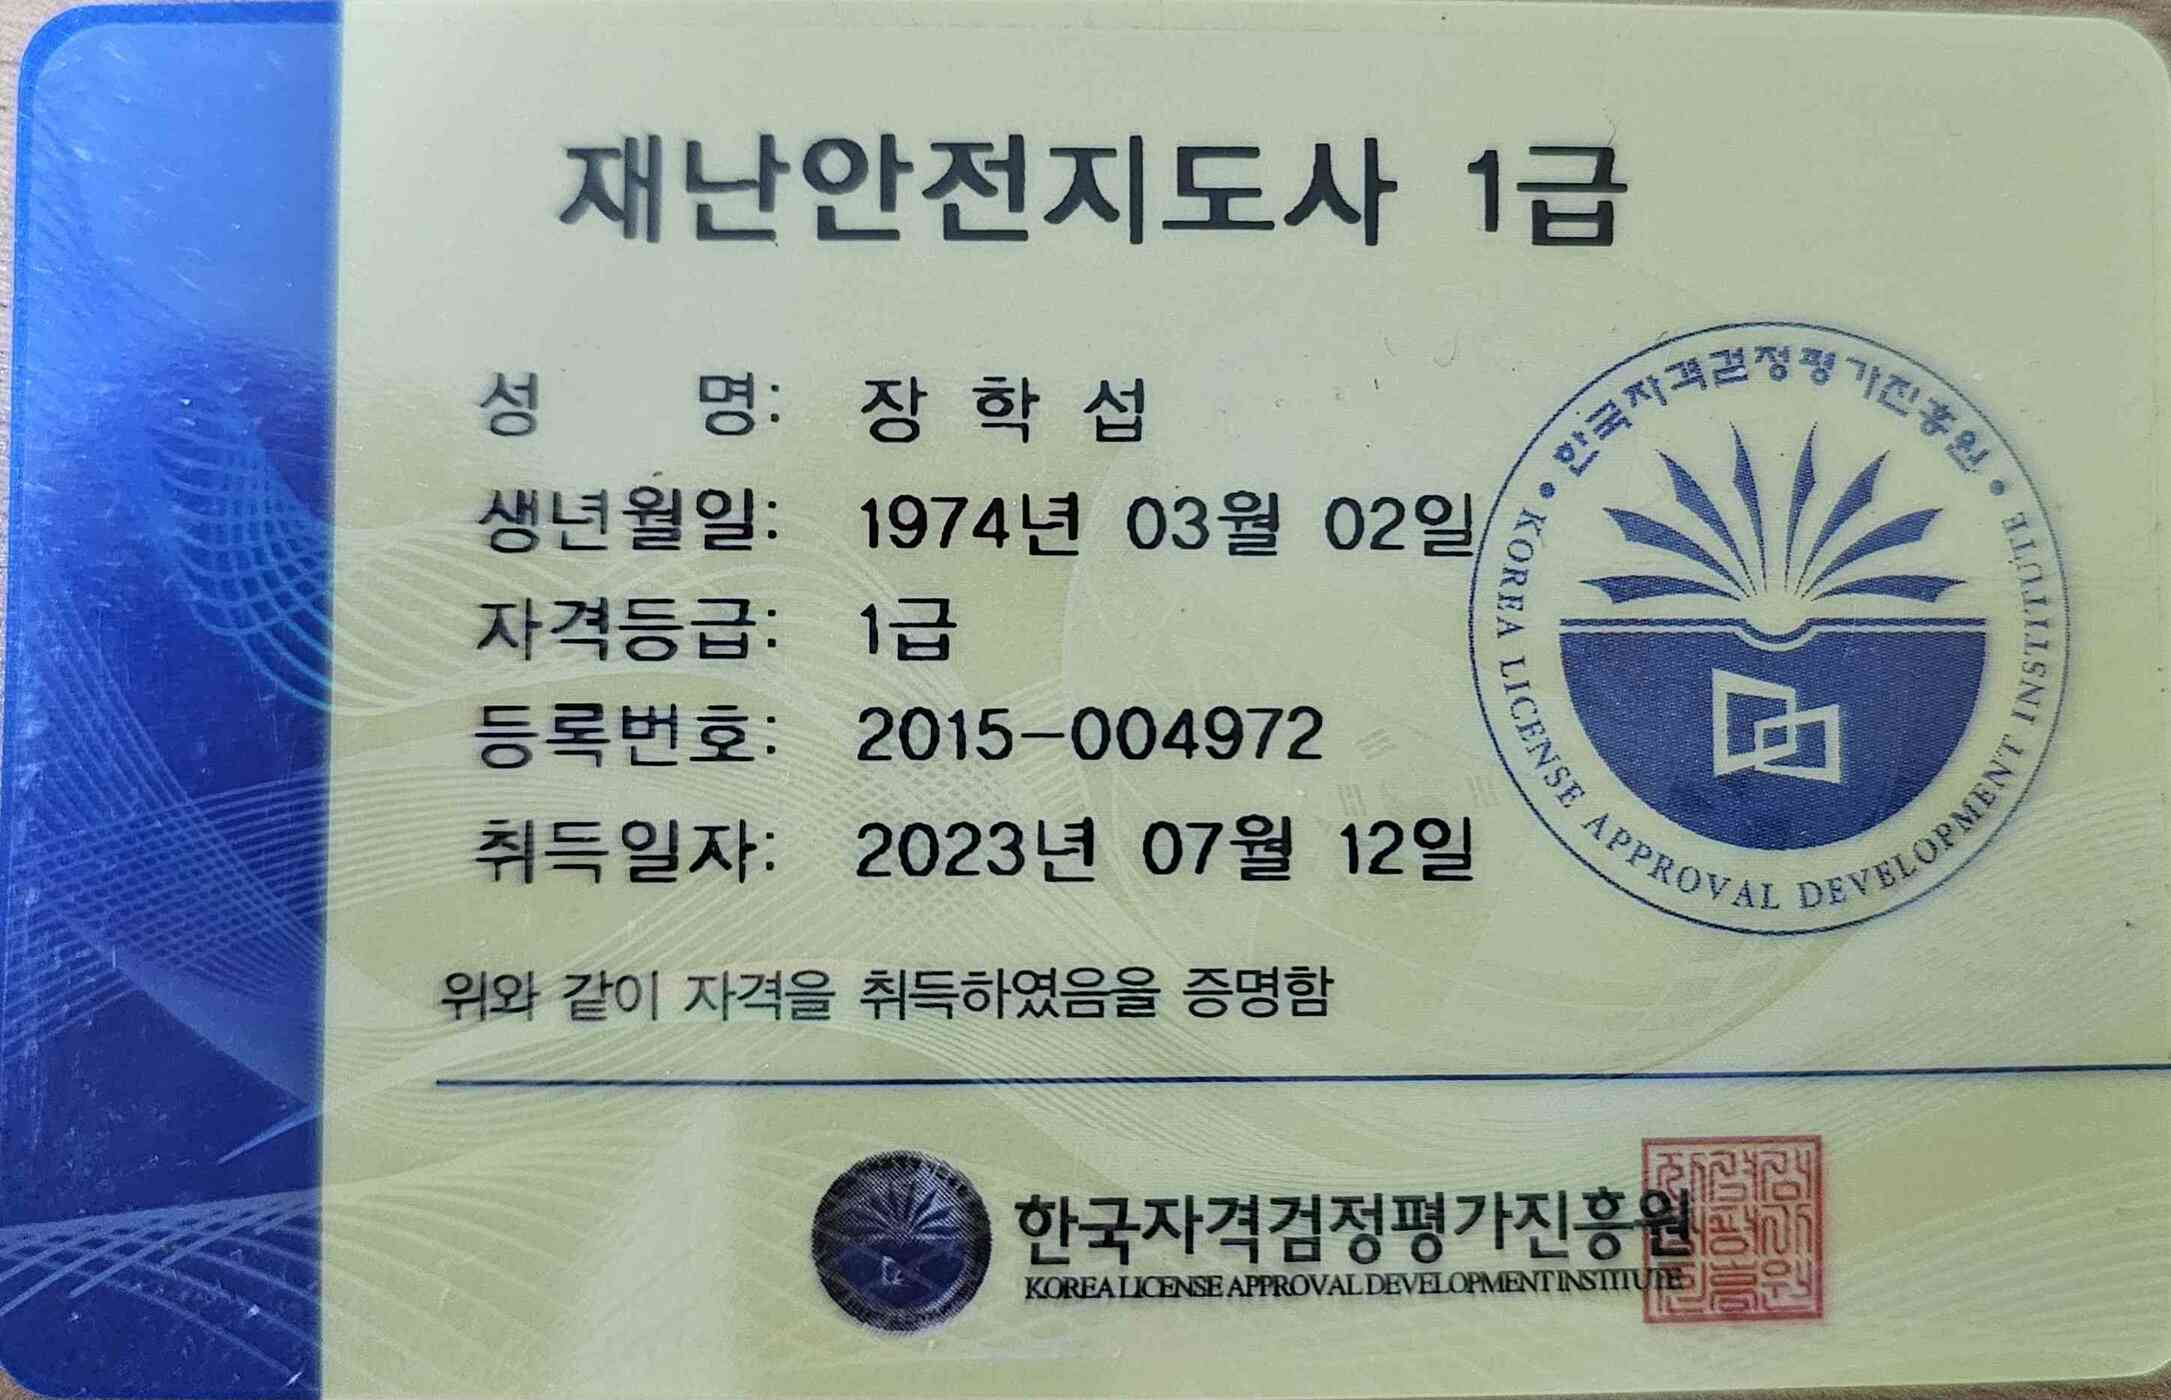 재난안전지도사 1급
성 명: 장 학 섭
생년월일: 1974년 03월 02일
자격등급: 1급
등록번호: 2015-004972
취득일자: 2023년 07월 12일
위와 같이 자격을 취득하였음을 증명함
• 한국자격검정평가진흥원 •
KOREA LICENSE APPROVAL DEVELOPMENT INSTITUTE
한국자격검정평가진흥원
KOREA LICENSE APPROVAL DEVELOPMENT INSTITUTE